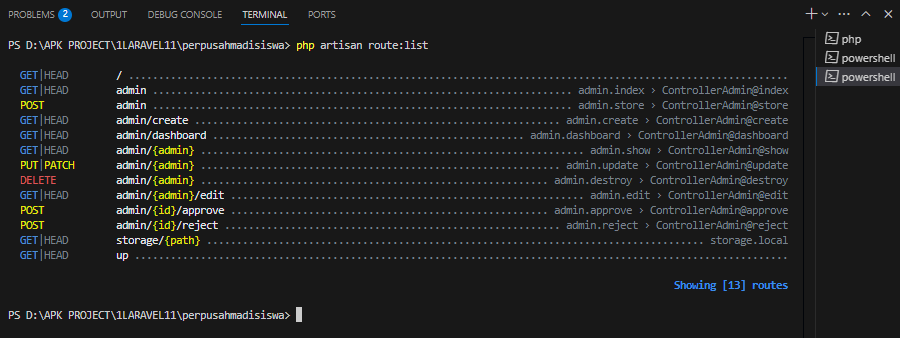 PROBLEMS 2 OUTPUT DEBUG CONSOLE TERMINAL PORTS
PS D:\APK PROJECT\1LARAVEL11\perpusahmadisiswa> php artisan route:list
GET|HEAD / ........................................................................................................
GET|HEAD admin ..................................................................... admin.index › ControllerAdmin@index
POST admin ..................................................................... admin.store › ControllerAdmin@store
GET|HEAD admin/create ............................................................ admin.create › ControllerAdmin@create
GET|HEAD admin/dashboard ................................................... admin.dashboard › ControllerAdmin@dashboard
GET|HEAD admin/{admin} ............................................................. admin.show › ControllerAdmin@show
PUT|PATCH admin/{admin} ......................................................... admin.update › ControllerAdmin@update
DELETE admin/{admin} ....................................................... admin.destroy › ControllerAdmin@destroy
GET|HEAD admin/{admin}/edit ........................................................ admin.edit › ControllerAdmin@edit
POST admin/{id}/approve .................................................. admin.approve › ControllerAdmin@approve
POST admin/{id}/reject ..................................................... admin.reject › ControllerAdmin@reject
GET|HEAD storage/{path} ................................................................................ storage.local
GET|HEAD up .......................................................................................................
Showing [13] routes
PS D:\APK PROJECT\1LARAVEL11\perpusahmadisiswa>
php
powershell
powershell